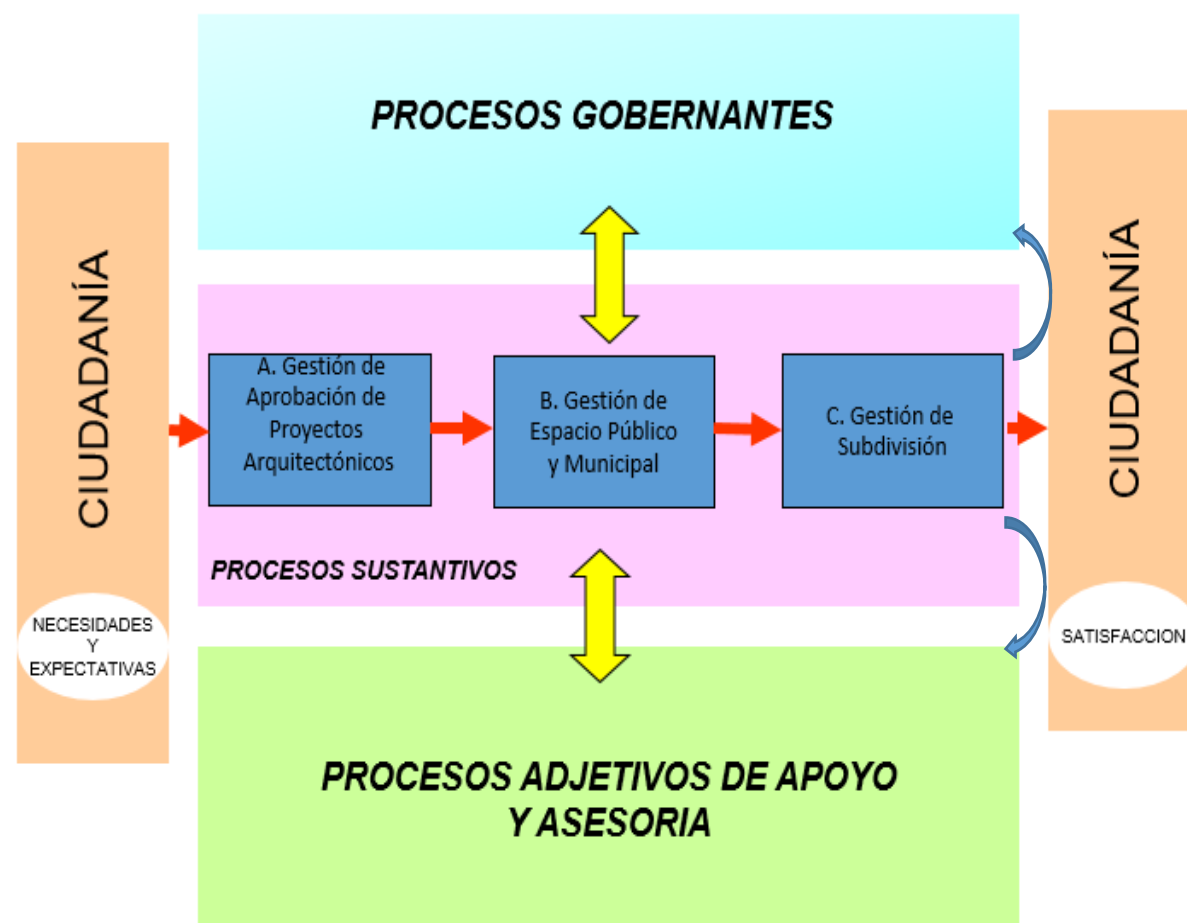 PROCESOS GOBERNANTES
CIUDADANÍA
NECESIDADES
Y
EXPECTATIVAS
A. Gestión de
Aprobación de
Proyectos
Arquitectónicos
B. Gestión de
Espacio Público
y Municipal
C. Gestión de
Subdivisión
PROCESOS SUSTANTIVOS
CIUDADANÍA
SATISFACCION
PROCESOS ADJETIVOS DE APOYO
Y ASESORIA